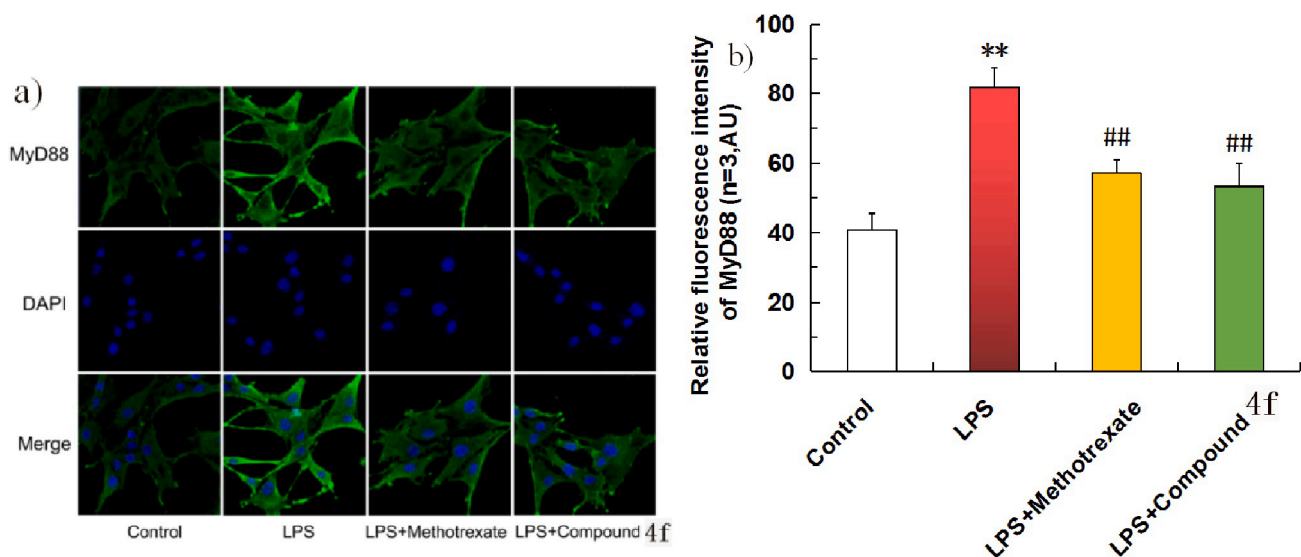 a)
MyD88
DAPI
Merge
Control
LPS
LPS+Methotrexate
LPS+Compound 4f
b)
Relative fluorescence intensity
of MyD88 (n=3,AU)
100
80
60
40
20
0
**
##
##
Control
LPS
LPS+Methotrexate
LPS+Compound 4f